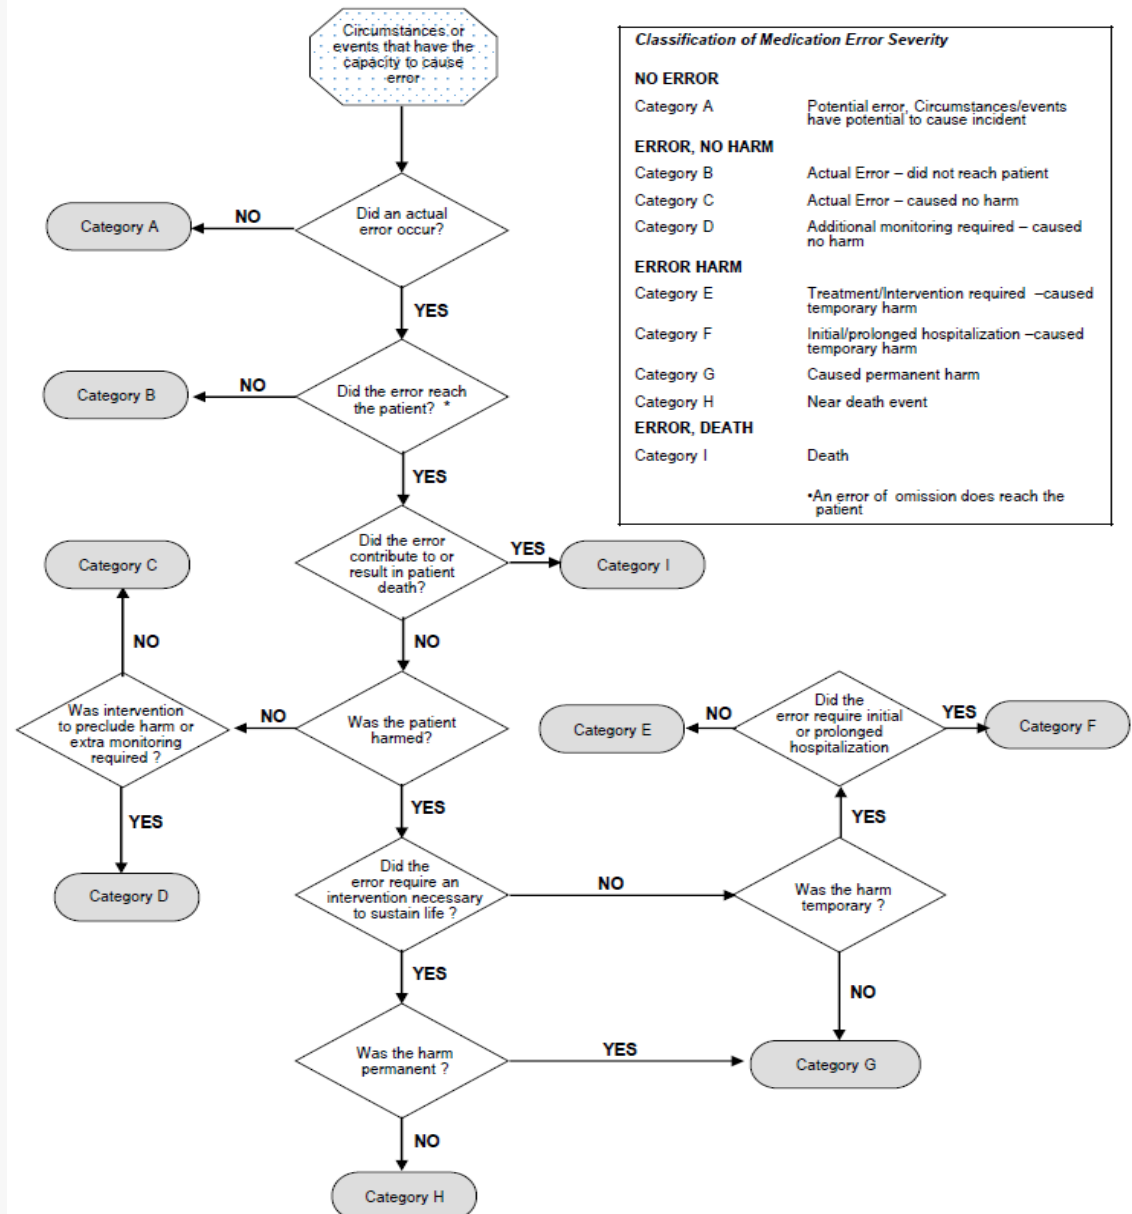 Circumstances or
events that have the
capacity to cause
error
Classification of Medication Error Severity
NO ERROR
Category A Potential error, Circumstances/events
have potential to cause incident
ERROR, NO HARM
Category B Actual Error – did not reach patient
Category C Actual Error – caused no harm
Category D Additional monitoring required – caused
no harm
ERROR HARM
Category E Treatment/Intervention required –caused
temporary harm
Category F Initial/prolonged hospitalization –caused
temporary harm
Category G Caused permanent harm
Category H Near death event
ERROR, DEATH
Category I Death
•An error of omission does reach the
patient
Did an actual
error occur?
NO
Category A
YES
Did the error reach
the patient? *
NO
Category B
YES
Did the error
contribute to or
result in patient
death?
YES
Category I
NO
Category C
NO
Was intervention
to preclude harm or
extra monitoring
required ?
NO
Was the patient
harmed?
YES
Category D
YES
Did the
error require an
intervention necessary
to sustain life ?
NO
Was the harm
temporary ?
YES
Did the
error require initial
or prolonged
hospitalization
NO
Category E
YES
Category F
NO
YES
Was the harm
permanent ?
YES
Category G
NO
Category H